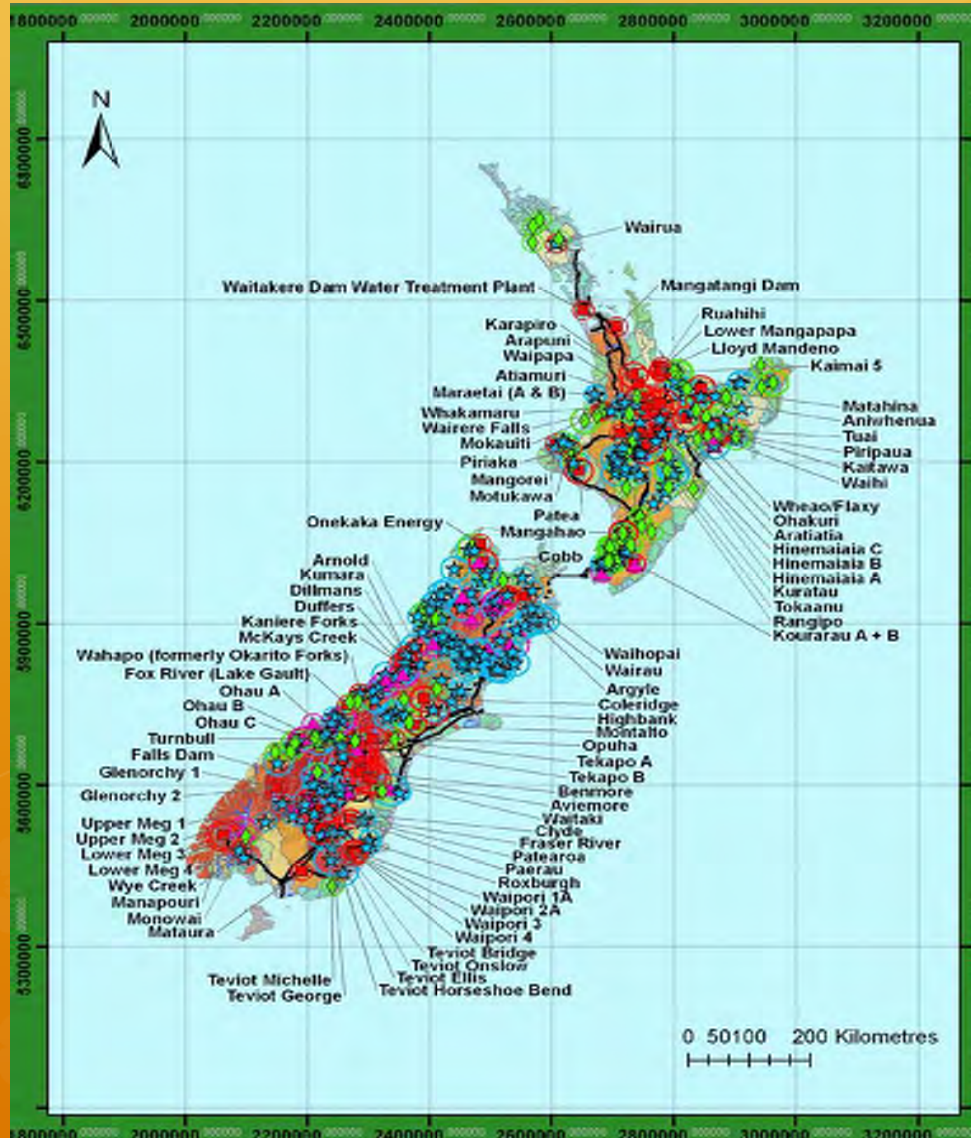 1800000 2000000 2200000 2400000 2600000 2800000 3000000 3200000
N
Wairua
Waitakere Dam Water Treatment Plant
Mangatangi Dam
Ruahihi
Karapiro
Lower Mangapapa
Arapuni
Lloyd Mandeno
Waipapa
Kaimai 5
Atiamuri
Maraetai (A & B)
Matahina
Whakamaru
Aniwhenua
Wairere Falls
Tuai
Mokauiti
Piripaua
Piriaka
Kaitawa
Mangorei
Waihi
Motukawa
Wheao/Flaxy
Patea
Ohakuri
Mangahao
Aratiatia
Onekaka Energy
Hinemaiaia C
Cobb
Hinemaiaia B
Hinemaiaia A
Kuratau
Tokaanu
Rangipo
Kourarau A + B
Arnold
Kumara
Dillmans
Duffers
Kaniere Forks
McKays Creek
Wahapo (formerly Okarito Forks)
Fox River (Lake Gault)
Ohau A
Ohau B
Ohau C
Turnbull
Falls Dam
Glenorchy 1
Glenorchy 2
Upper Meg 1
Upper Meg 2
Lower Meg 3
Lower Meg 4
Wye Creek
Manapouri
Monowai
Mataura
Waihopai
Wairau
Argyle
Coleridge
Highbank
Montalto
Opuha
Tekapo A
Tekapo B
Benmore
Aviemore
Waitaki
Clyde
Fraser River
Patearoa
Paerau
Roxburgh
Waipori 1A
Waipori 2A
Waipori 3
Waipori 4
Teviot Bridge
Teviot Onslow
Teviot Ellis
Teviot Horseshoe Bend
Teviot Michelle
Teviot George
6200000
5900000
5600000
5300000
0 50100 200 Kilometres
2000000 2200000 2400000 2600000 2800000 3000000 3200000